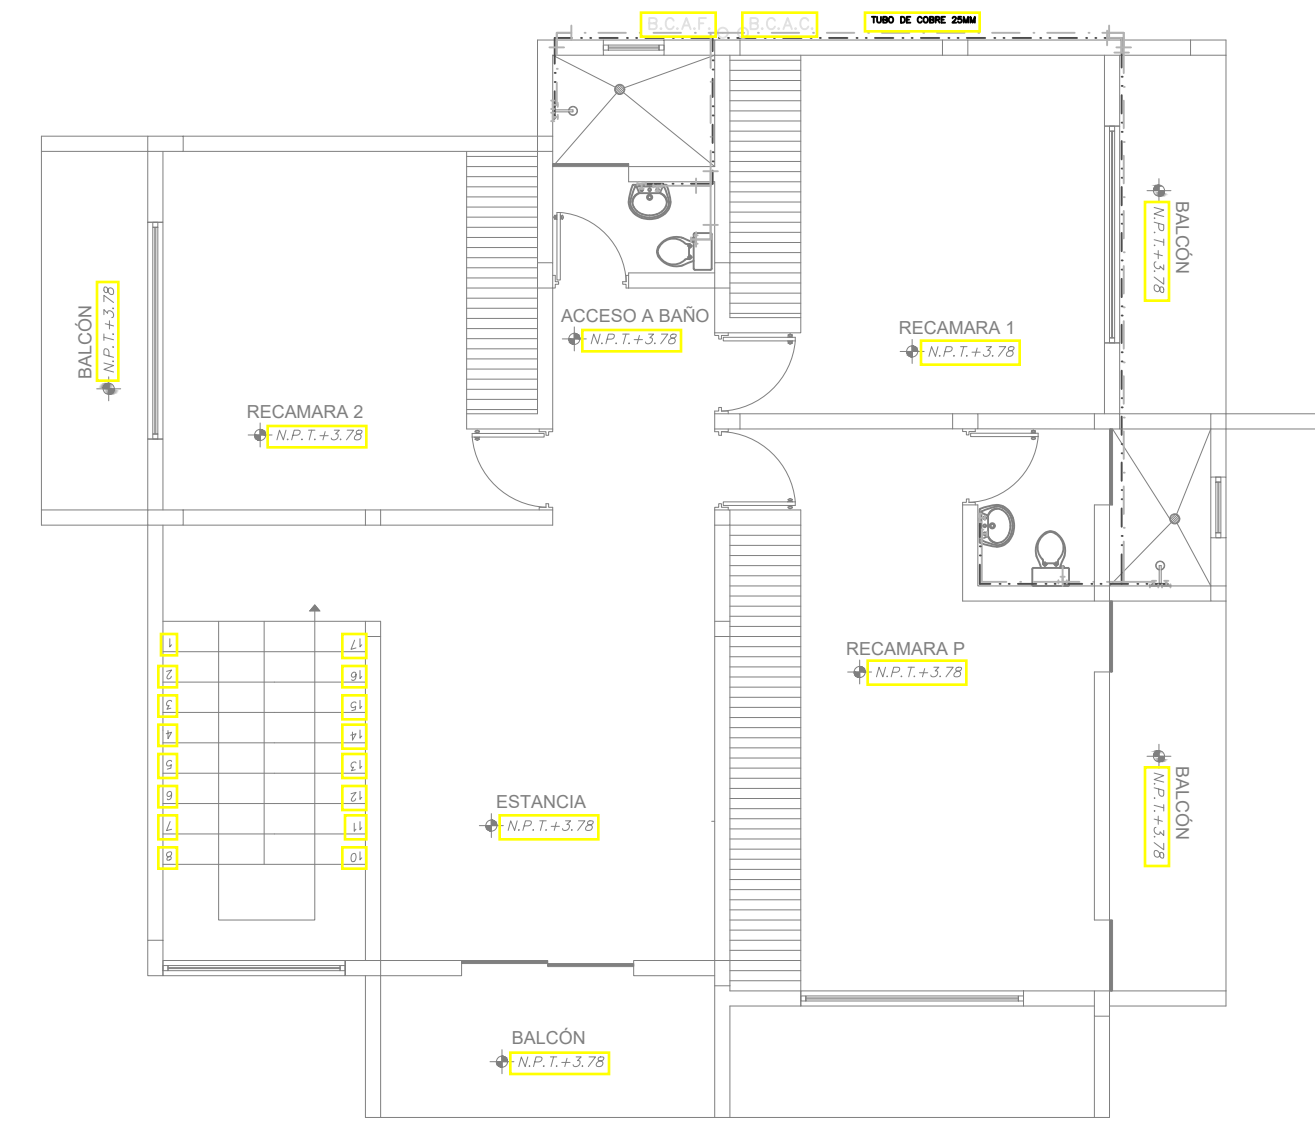 B.C.A.F.
B.C.A.C.
TUBO DE COBRE 25MM
BALCÓN
N.P.T.+3.78
BALCÓN
N.P.T.+3.78
ACCESO A BAÑO
N.P.T.+3.78
RECAMARA 1
N.P.T.+3.78
RECAMARA 2
N.P.T.+3.78
1
17
2
16
3
15
4
14
5
13
6
12
7
11
8
10
RECAMARA P
N.P.T.+3.78
ESTANCIA
N.P.T.+3.78
BALCÓN
N.P.T.+3.78
BALCÓN
N.P.T.+3.78